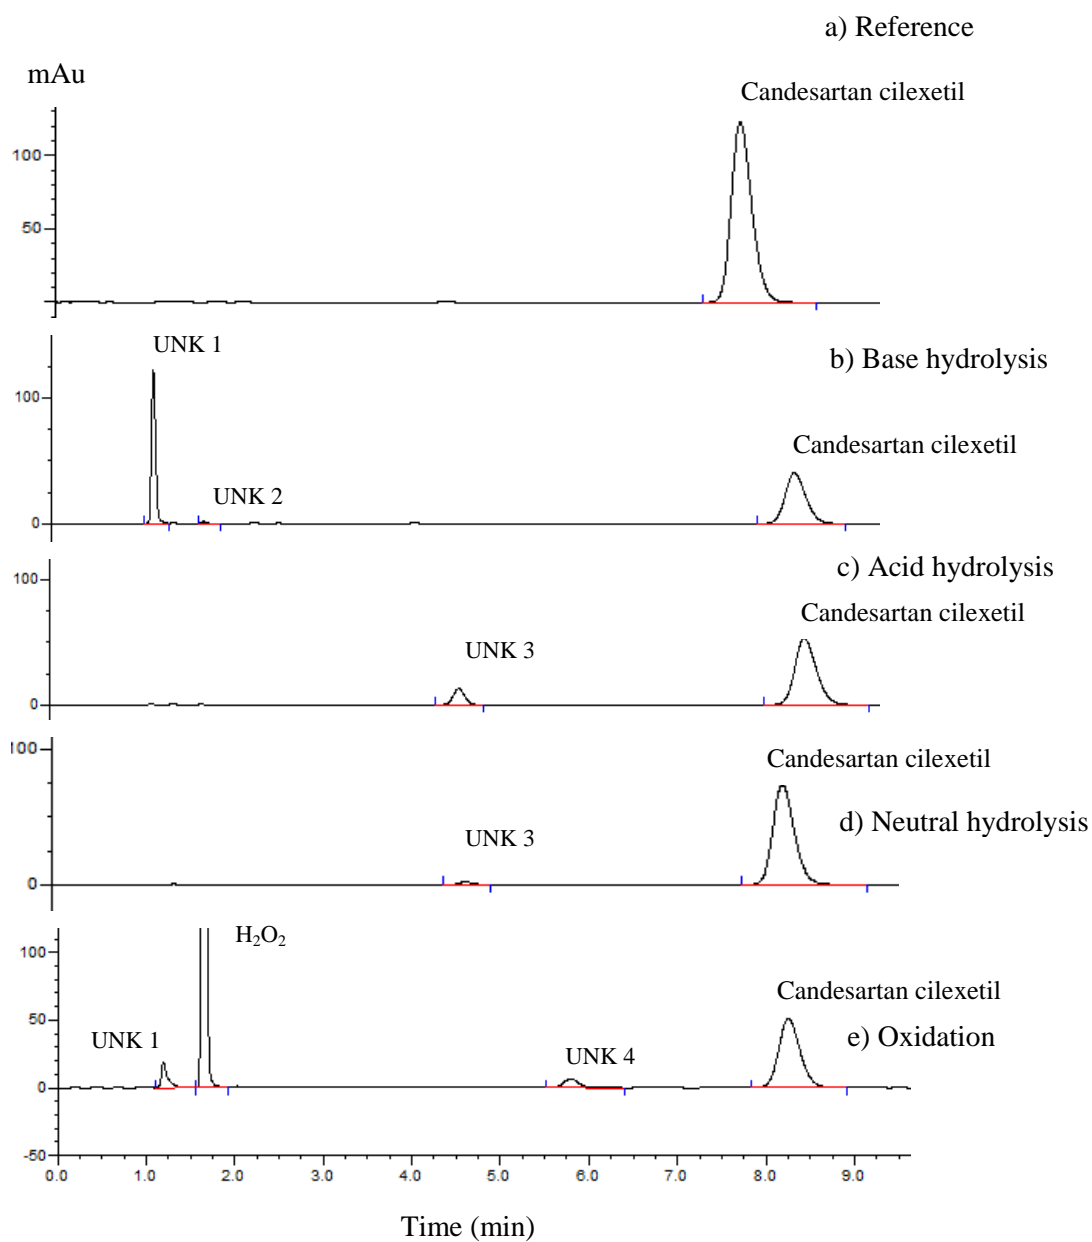 a) Reference
mAu
Candesartan cilexetil
100
50
UNK 1
b) Base hydrolysis
100
Candesartan cilexetil
UNK 2
0
c) Acid hydrolysis
100
Candesartan cilexetil
UNK 3
0
100
Candesartan cilexetil
d) Neutral hydrolysis
UNK 3
0
H₂O₂
100
Candesartan cilexetil
50
UNK 1
e) Oxidation
UNK 4
0
-50
0.0 1.0 2.0 3.0 4.0 5.0 6.0 7.0 8.0 9.0
Time (min)